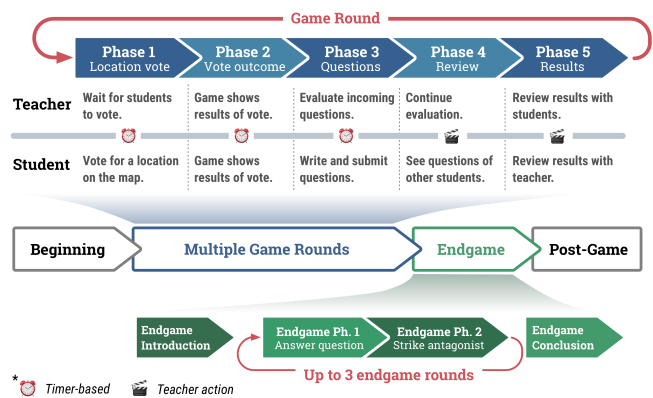 Game Round
Phase 1
Location vote
Phase 2
Vote outcome
Phase 3
Questions
Phase 4
Review
Phase 5
Results
Teacher
Wait for students
to vote.
Game shows
results of vote.
Evaluate incoming
questions.
Continue
evaluation.
Review results with
students.
Student
Vote for a location
on the map.
Game shows
results of vote.
Write and submit
questions.
See questions of
other students.
Review results with
teacher.
Beginning
Multiple Game Rounds
Endgame
Post-Game
Endgame
Introduction
Endgame Ph. 1
Answer question
Endgame Ph. 2
Strike antagonist
Endgame
Conclusion
Up to 3 endgame rounds
*
Timer-based
Teacher action